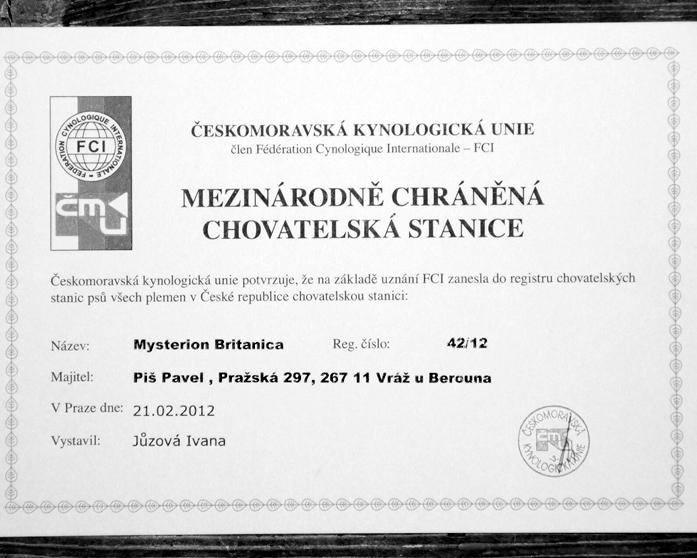 FEDERATION CYNOLOGIQUE INTERNATIONALE
FCI
čmku
ČESKOMORAVSKÁ KYNOLOGICKÁ UNIE
člen Fédération Cynologique Internationale – FCI
MEZINÁRODNĚ CHRÁNĚNÁ
CHOVATELSKÁ STANICE
Českomoravská kynologická unie potvrzuje, že na základě uznání FCI zanesla do registru chovatelských
stanic psů všech plemen v České republice chovatelskou stanici:
Název: Mysterion Britanica Reg. číslo: 42/12
Majitel: Piš Pavel , Pražská 297, 267 11 Vráž u Berouna
V Praze dne: 21.02.2012
Vystavil: Jůzová Ivana
ČESKOMORAVSKÁ
KYNOLOGICKÁ UNIE